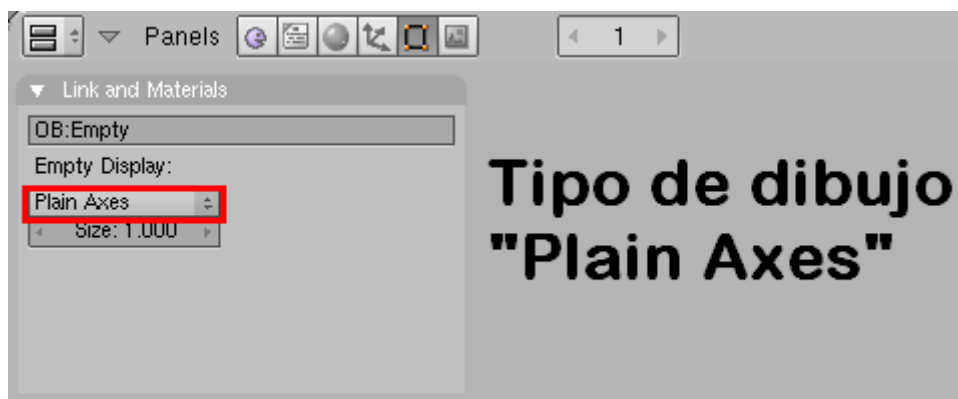 Panels
1
Link and Materials
OB:Empty
Empty Display:
Plain Axes
Size: 1.000
Tipo de dibujo
"Plain Axes"